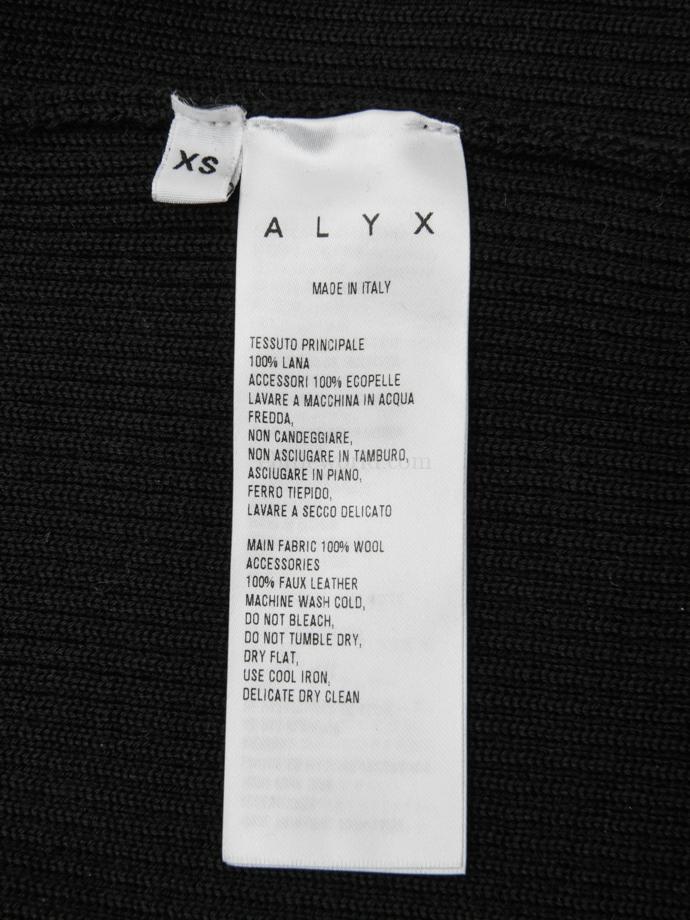 XS
A L Y X
MADE IN ITALY
TESSUTO PRINCIPALE
100% LANA
ACCESSORI 100% ECOPELLE
LAVARE A MACCHINA IN ACQUA
FREDDA,
NON CANDEGGIARE,
NON ASCIUGARE IN TAMBURO,
ASCIUGARE IN PIANO,
FERRO TIEPIDO,
LAVARE A SECCO DELICATO
MAIN FABRIC 100% WOOL
ACCESSORIES
100% FAUX LEATHER
MACHINE WASH COLD,
DO NOT BLEACH,
DO NOT TUMBLE DRY,
DRY FLAT,
USE COOL IRON,
DELICATE DRY CLEAN